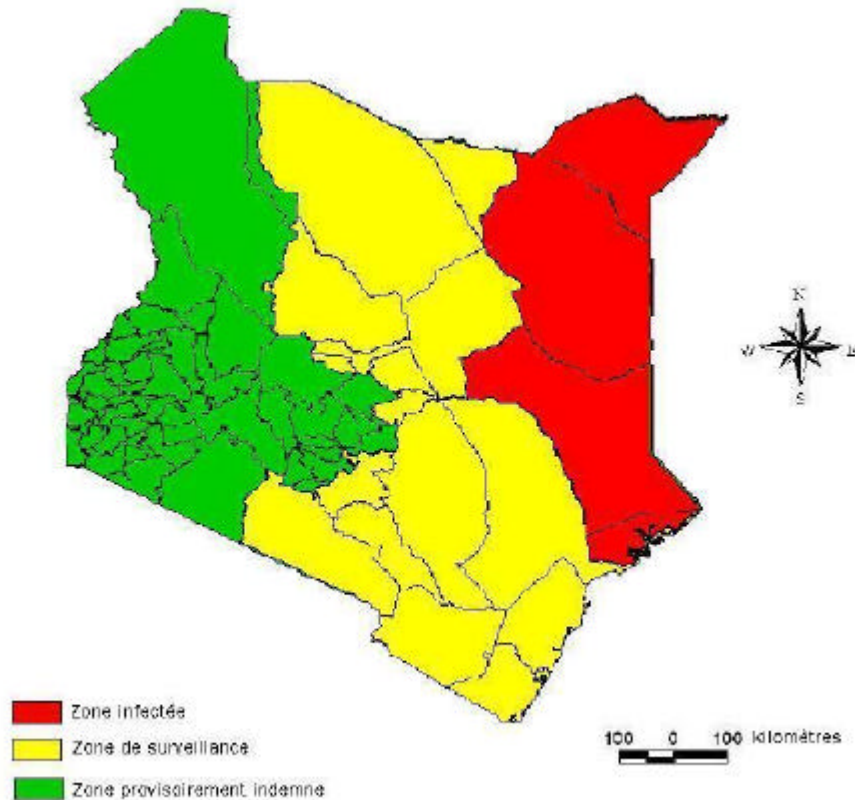 N
W E
S
Zone infectée
Zone de surveillance
100 0 100 kilomètres
Zone provisoirement indemne